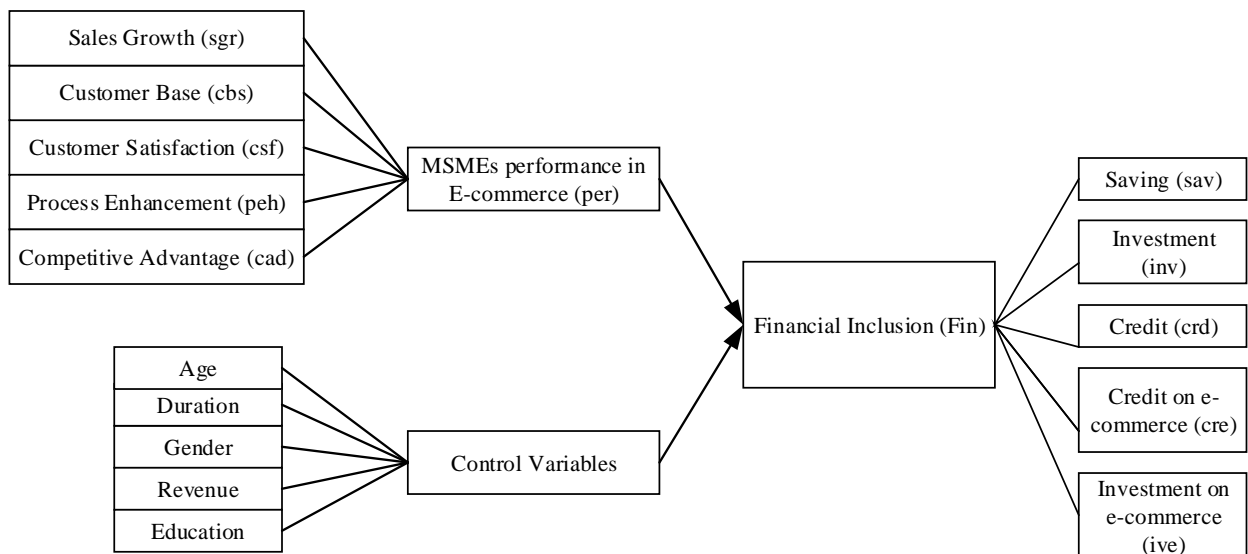 Sales Growth (sgr)
Customer Base (cbs)
Customer Satisfaction (csf)
Process Enhancement (peh)
Competitive Advantage (cad)
MSMEs performance in
E-commerce (per)
Age
Duration
Gender
Revenue
Education
Control Variables
Financial Inclusion (Fin)
Saving (sav)
Investment
(inv)
Credit (crd)
Credit on e-
commerce (cre)
Investment on
e-commerce
(ive)